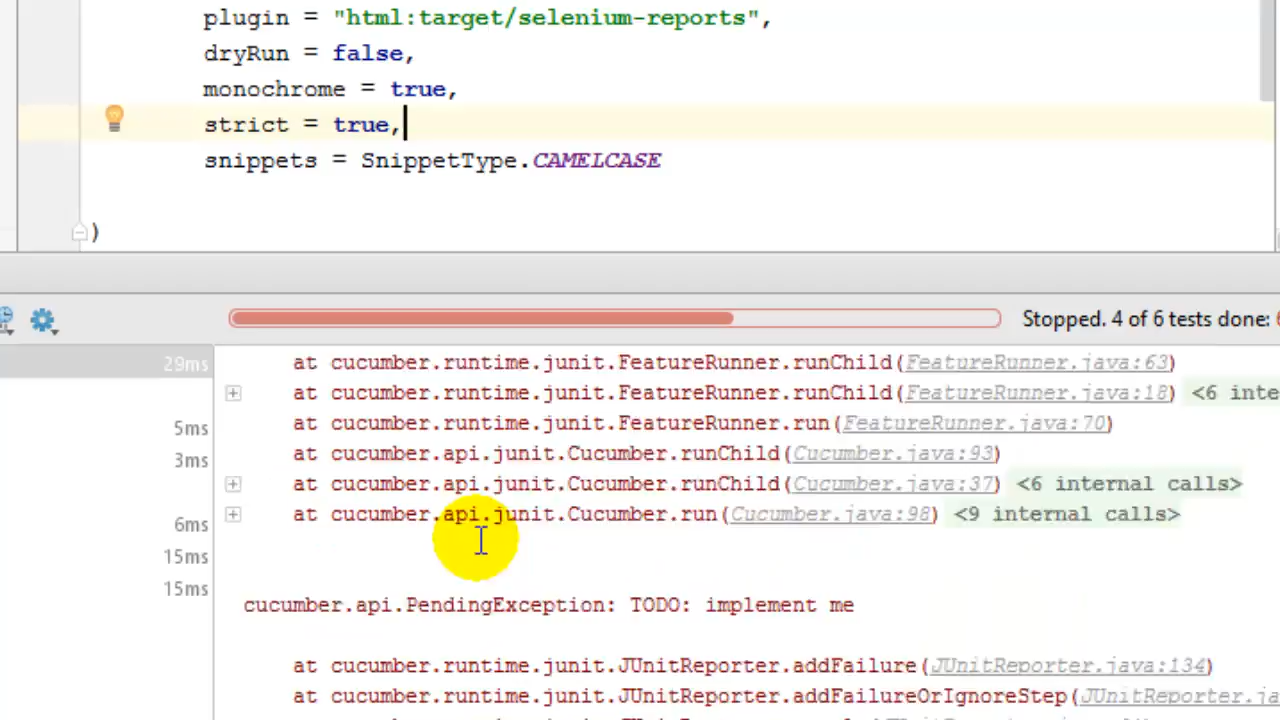 plugin = "html:target/selenium-reports",
dryRun = false,
monochrome = true,
strict = true,
snippets = SnippetType.CAMELCASE
)
Stopped. 4 of 6 tests done:
29ms
at cucumber.runtime.junit.FeatureRunner.runChild(FeatureRunner.java:63)
at cucumber.runtime.junit.FeatureRunner.runChild(FeatureRunner.java:18) <6 inte
5ms
at cucumber.runtime.junit.FeatureRunner.run(FeatureRunner.java:70)
3ms
at cucumber.api.junit.Cucumber.runChild(Cucumber.java:93)
at cucumber.api.junit.Cucumber.runChild(Cucumber.java:37) <6 internal calls>
6ms
at cucumber.api.junit.Cucumber.run(Cucumber.java:98) <9 internal calls>
15ms
15ms
cucumber.api.PendingException: TODO: implement me
at cucumber.runtime.junit.JUnitReporter.addFailure(JUnitReporter.java:134)
at cucumber.runtime.junit.JUnitReporter.addFailureOrIgnoreStep(JUnitReporter.ja